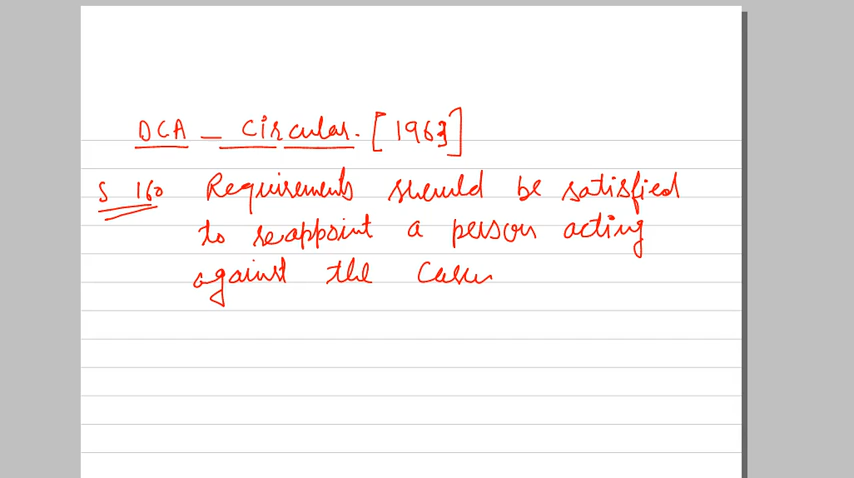 DCA - Circular. [1963]
S 160 Requirements should be satisfied
to reappoint a person acting
against the